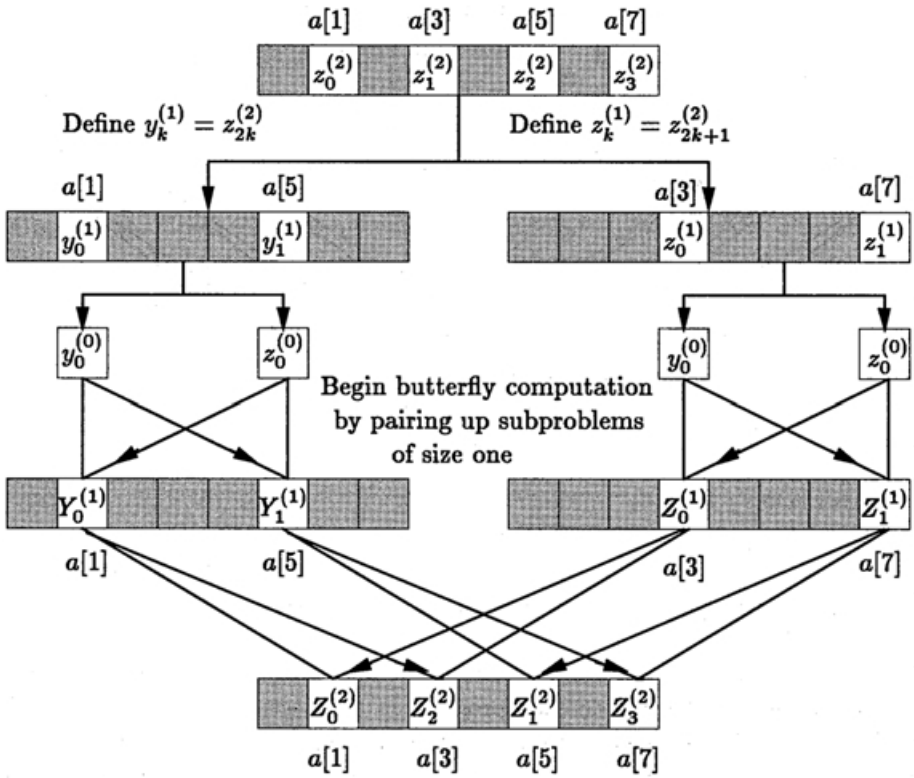 a[1] a[3] a[5] a[7]
z_0^{(2)} z_1^{(2)} z_2^{(2)} z_3^{(2)}
Define y_k^{(1)} = z_{2k}^{(2)} Define z_k^{(1)} = z_{2k+1}^{(2)}
a[1] a[5] a[3] a[7]
y_0^{(1)} y_1^{(1)} z_0^{(1)} z_1^{(1)}
y_0^{(0)} z_0^{(0)} y_0^{(0)} z_0^{(0)}
Begin butterfly computation
by pairing up subproblems
of size one
Y_0^{(1)} Y_1^{(1)} Z_0^{(1)} Z_1^{(1)}
a[1] a[5] a[3] a[7]
Z_0^{(2)} Z_2^{(2)} Z_1^{(2)} Z_3^{(2)}
a[1] a[3] a[5] a[7]